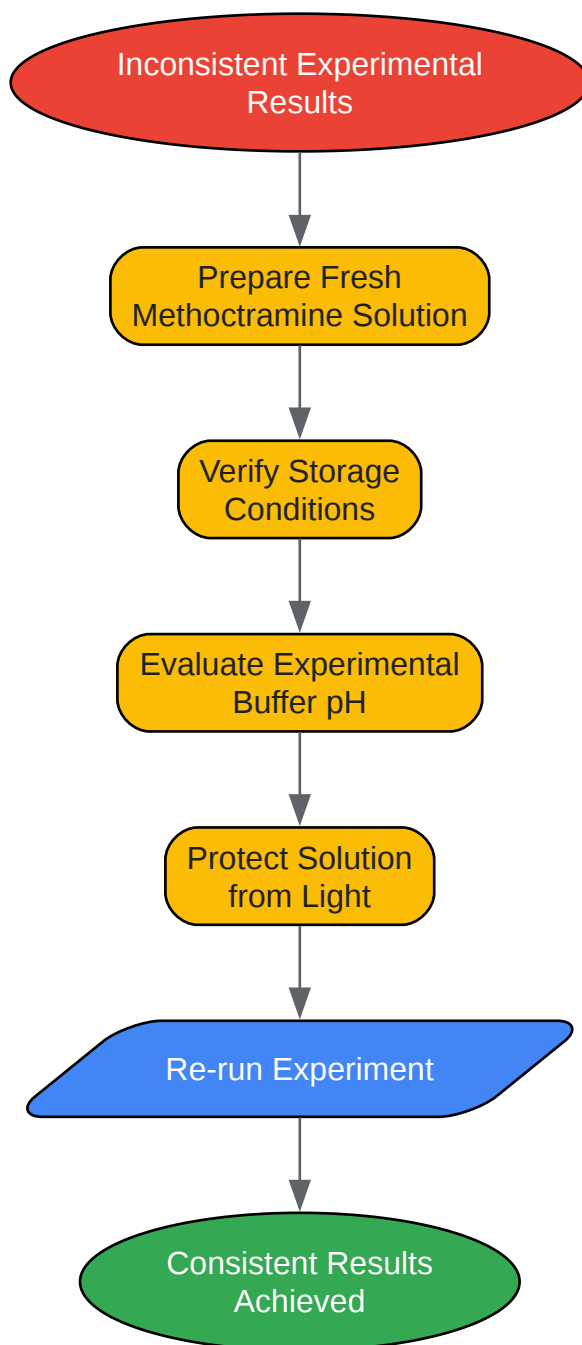 Inconsistent Experimental
Results
Prepare Fresh
Methoctramine Solution
Verify Storage
Conditions
Evaluate Experimental
Buffer pH
Protect Solution
from Light
Re-run Experiment
Consistent Results
Achieved